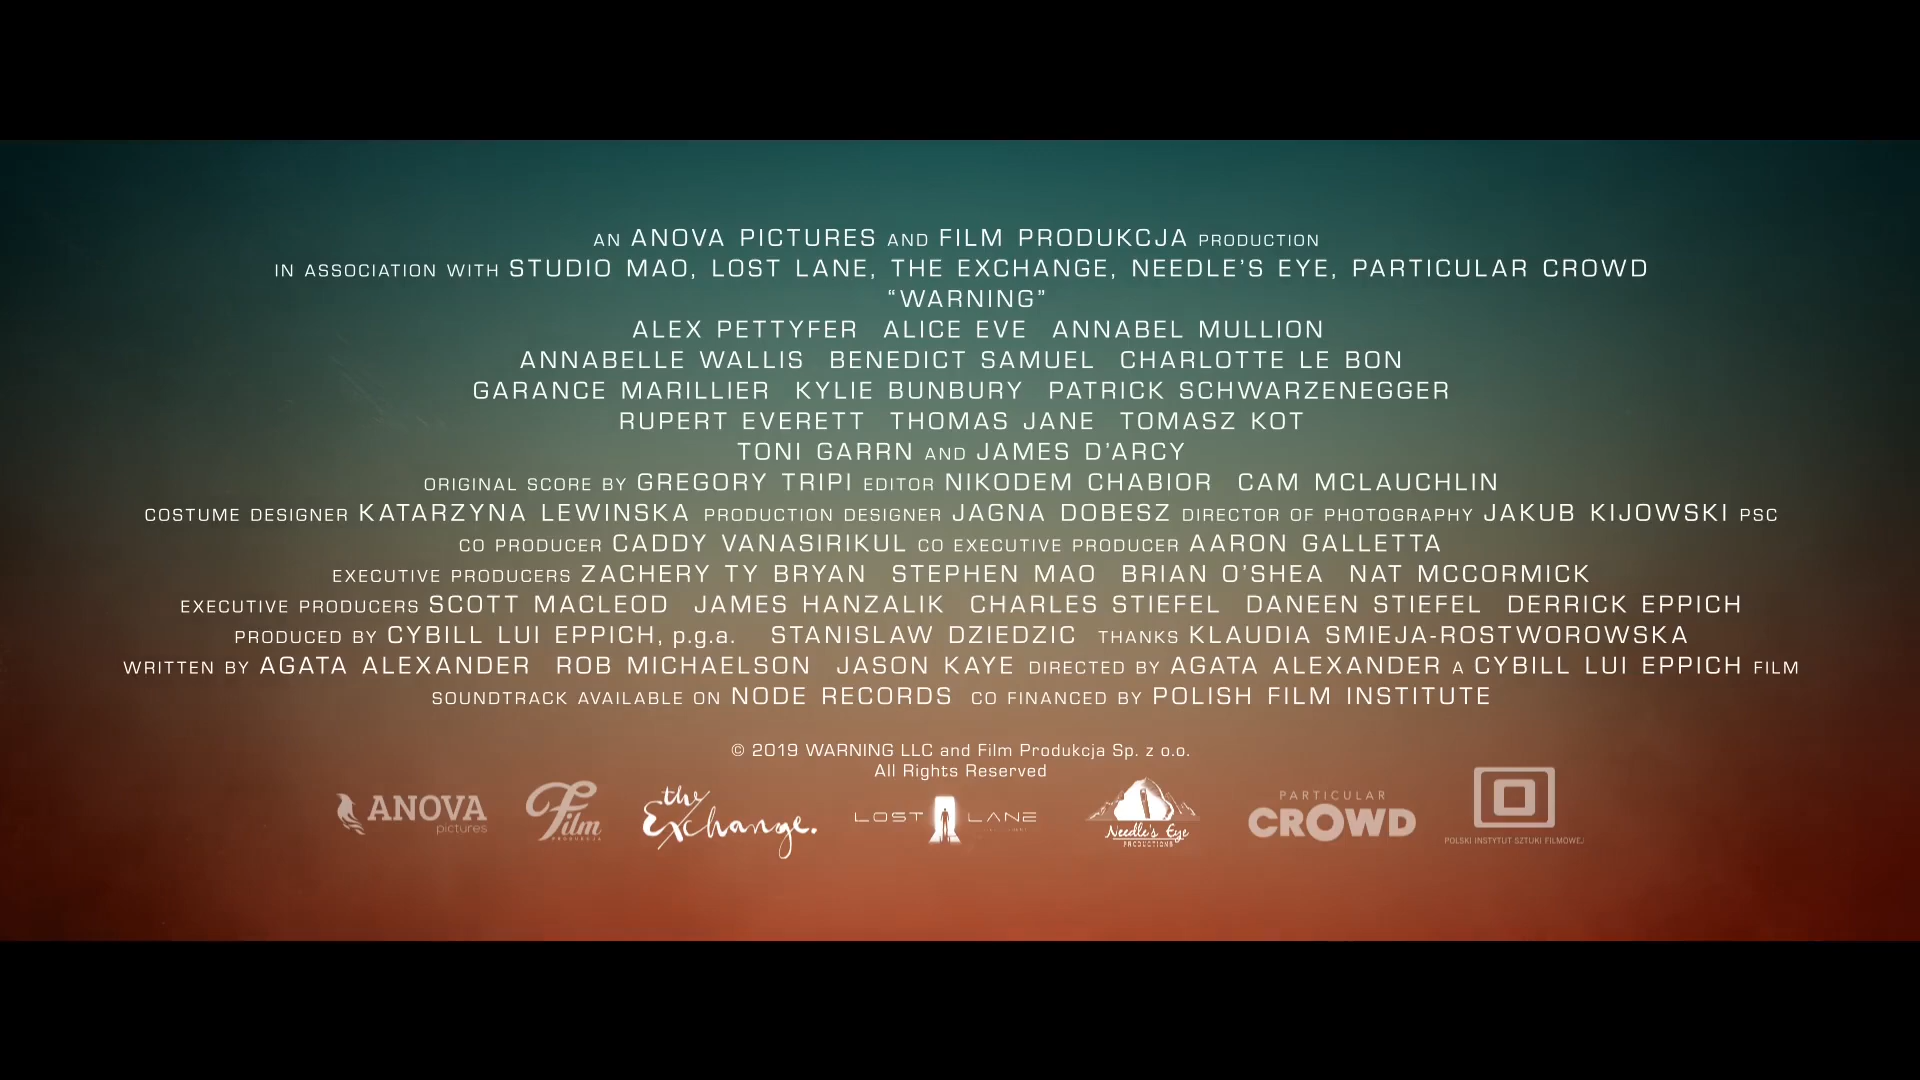 AN ANOVA PICTURES AND FILM PRODUKCJA PRODUCTION
IN ASSOCIATION WITH STUDIO MAO, LOST LANE, THE EXCHANGE, NEEDLE'S EYE, PARTICULAR CROWD
“WARNING”
ALEX PETTYFER ALICE EVE ANNABEL MULLION
ANNABELLE WALLIS BENEDICT SAMUEL CHARLOTTE LE BON
GARANCE MARILLIER KYLIE BUNBURY PATRICK SCHWARZENEGGER
RUPERT EVERETT THOMAS JANE TOMASZ KOT
TONI GARRN AND JAMES D’ARCY
ORIGINAL SCORE BY GREGORY TRIPI EDITOR NIKODEM CHABIOR CAM MCLAUCHLIN
COSTUME DESIGNER KATARZYNA LEWINSKA PRODUCTION DESIGNER JAGNA DOBESZ DIRECTOR OF PHOTOGRAPHY JAKUB KIJOWSKI PSC
CO PRODUCER CADDY VANASIRIKUL CO EXECUTIVE PRODUCER AARON GALLETTA
EXECUTIVE PRODUCERS ZACHERY TY BRYAN STEPHEN MAO BRIAN O’SHEA NAT MCCORMICK
EXECUTIVE PRODUCERS SCOTT MACLEOD JAMES HANZALIK CHARLES STIEFEL DANEEN STIEFEL DERRICK EPPICH
PRODUCED BY CYBILL LUI EPPICH, p.g.a. STANISLAW DZIEDZIC THANKS KLAUDIA SMIEJA-ROSTWOROWSKA
WRITTEN BY AGATA ALEXANDER ROB MICHAELSON JASON KAYE DIRECTED BY AGATA ALEXANDER A CYBILL LUI EPPICH FILM
SOUNDTRACK AVAILABLE ON NODE RECORDS CO FINANCED BY POLISH FILM INSTITUTE
© 2019 WARNING LLC and Film Produkcja Sp. z o.o.
All Rights Reserved
ANOVA
pictures
Film
PRODUKCJA
the
Exchange.
LOST LANE
Needle's Eye
PRODUCTIONS
PARTICULAR
CROWD
POLSKI INSTYTUT SZTUKI FILMOWEJ